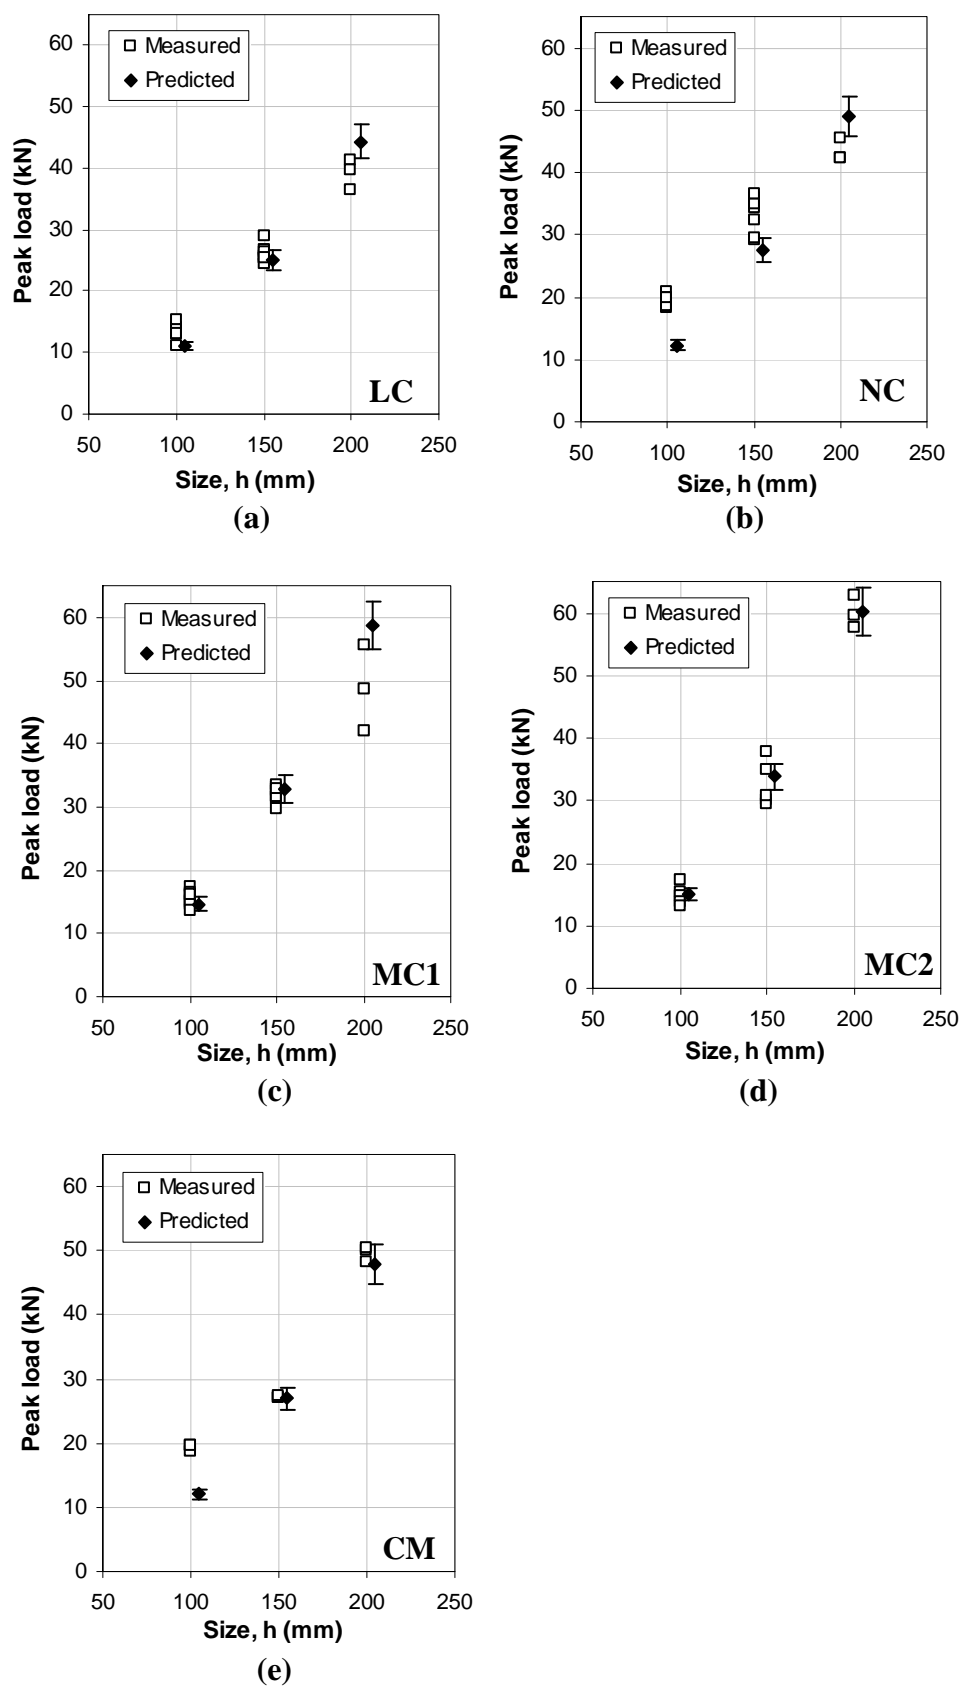 60
50
40
30
20
10
0
Peak load (kN)
Measured
Predicted
LC
50 100 150 200 250
Size, h (mm)
(a)
60
50
40
30
20
10
0
Peak load (kN)
Measured
Predicted
NC
50 100 150 200 250
Size, h (mm)
(b)
60
50
40
30
20
10
0
Peak load (kN)
Measured
Predicted
MC1
50 100 150 200 250
Size, h (mm)
(c)
60
50
40
30
20
10
0
Peak load (kN)
Measured
Predicted
MC2
50 100 150 200 250
Size, h (mm)
(d)
60
50
40
30
20
10
0
Peak load (kN)
Measured
Predicted
CM
50 100 150 200 250
Size, h (mm)
(e)